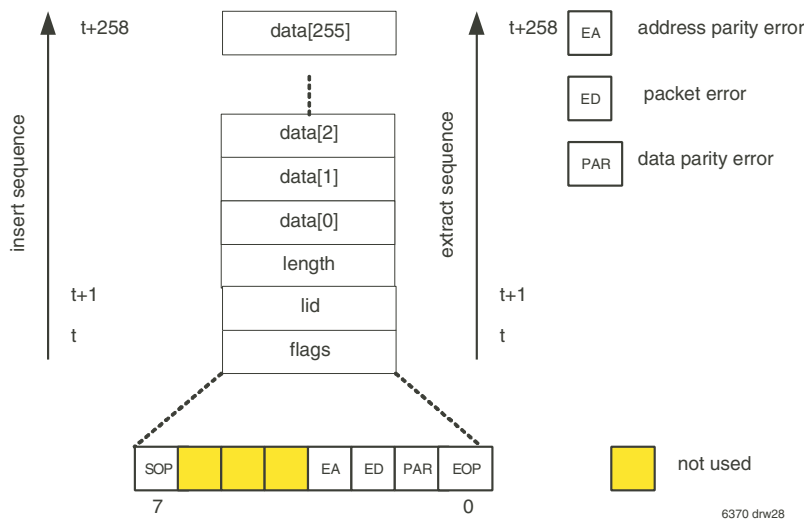 t+258
data[255]
t+258
EA
address parity error
ED
packet error
PAR
data parity error
insert sequence
extract sequence
data[2]
data[1]
data[0]
length
lid
flags
t+1
t
t+1
t
SOP
EA
ED
PAR
EOP
7
0
not used
6370 drw28